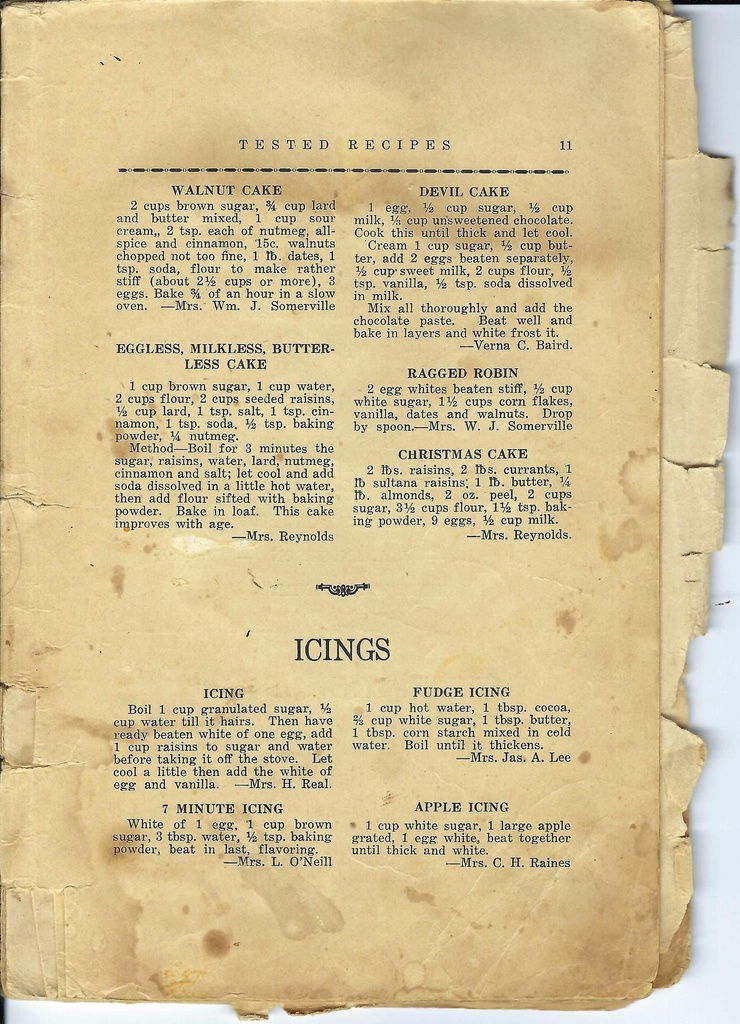 TESTED RECIPES 11
WALNUT CAKE
2 cups brown sugar, ¾ cup lard
and butter mixed, 1 cup sour
cream,, 2 tsp. each of nutmeg, all-
spice and cinnamon, 15c. walnuts
chopped not too fine, 1 lb. dates, 1
tsp. soda, flour to make rather
stiff (about 2½ cups or more), 3
eggs. Bake ¾ of an hour in a slow
oven. —Mrs. Wm. J. Somerville
EGGLESS, MILKLESS, BUTTER-
LESS CAKE
1 cup brown sugar, 1 cup water,
2 cups flour, 2 cups seeded raisins,
½ cup lard, 1 tsp. salt, 1 tsp. cin-
namon, 1 tsp. soda, ½ tsp. baking
powder, ¼ nutmeg.
Method—Boil for 3 minutes the
sugar, raisins, water, lard, nutmeg,
cinnamon and salt; let cool and add
soda dissolved in a little hot water,
then add flour sifted with baking
powder. Bake in loaf. This cake
improves with age.
—Mrs. Reynolds
DEVIL CAKE
1 egg, ½ cup sugar, ½ cup
milk, ⅓ cup unsweetened chocolate.
Cook this until thick and let cool.
Cream 1 cup sugar, ½ cup but-
ter, add 2 eggs beaten separately,
½ cup sweet milk, 2 cups flour, ½
tsp. vanilla, ½ tsp. soda dissolved
in milk.
Mix all thoroughly and add the
chocolate paste. Beat well and
bake in layers and white frost it.
—Verna C. Baird.
RAGGED ROBIN
2 egg whites beaten stiff, ½ cup
white sugar, 1½ cups corn flakes,
vanilla, dates and walnuts. Drop
by spoon.—Mrs. W. J. Somerville
CHRISTMAS CAKE
2 lbs. raisins, 2 lbs. currants, 1
lb sultana raisins; 1 lb. butter, ¼
lb. almonds, 2 oz. peel, 2 cups
sugar, 3½ cups flour, 1½ tsp. bak-
ing powder, 9 eggs, ½ cup milk.
—Mrs. Reynolds.
ICINGS
ICING
Boil 1 cup granulated sugar, ½
cup water till it hairs. Then have
ready beaten white of one egg, add
1 cup raisins to sugar and water
before taking it off the stove. Let
cool a little then add the white of
egg and vanilla. —Mrs. H. Real.
7 MINUTE ICING
White of 1 egg, 1 cup brown
sugar, 3 tbsp. water, ½ tsp. baking
powder, beat in last, flavoring.
—Mrs. L. O'Neill
FUDGE ICING
1 cup hot water, 1 tbsp. cocoa,
⅔ cup white sugar, 1 tbsp. butter,
1 tbsp. corn starch mixed in cold
water. Boil until it thickens.
—Mrs. Jas. A. Lee
APPLE ICING
1 cup white sugar, 1 large apple
grated, 1 egg white, beat together
until thick and white.
—Mrs. C. H. Raines